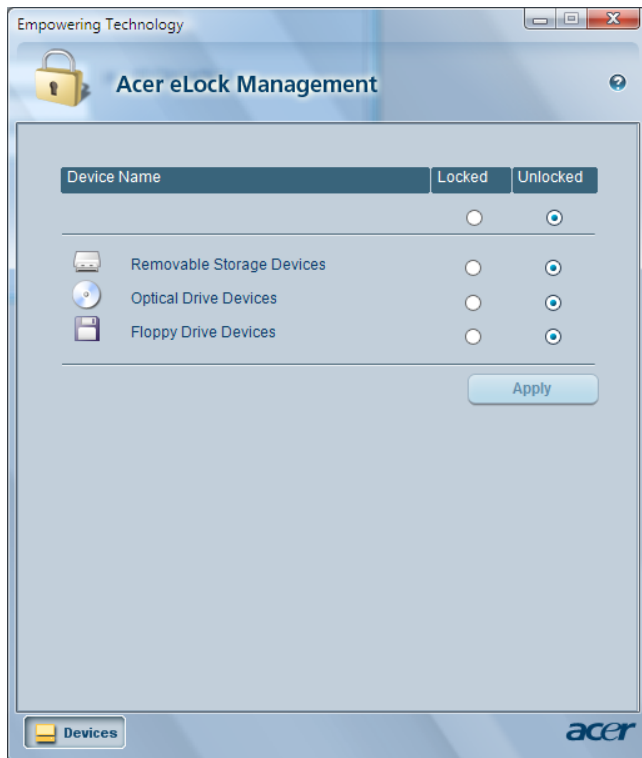 Empowering Technology
Acer eLock Management
Device Name Locked Unlocked
Removable Storage Devices
Optical Drive Devices
Floppy Drive Devices
Apply
Devices
acer